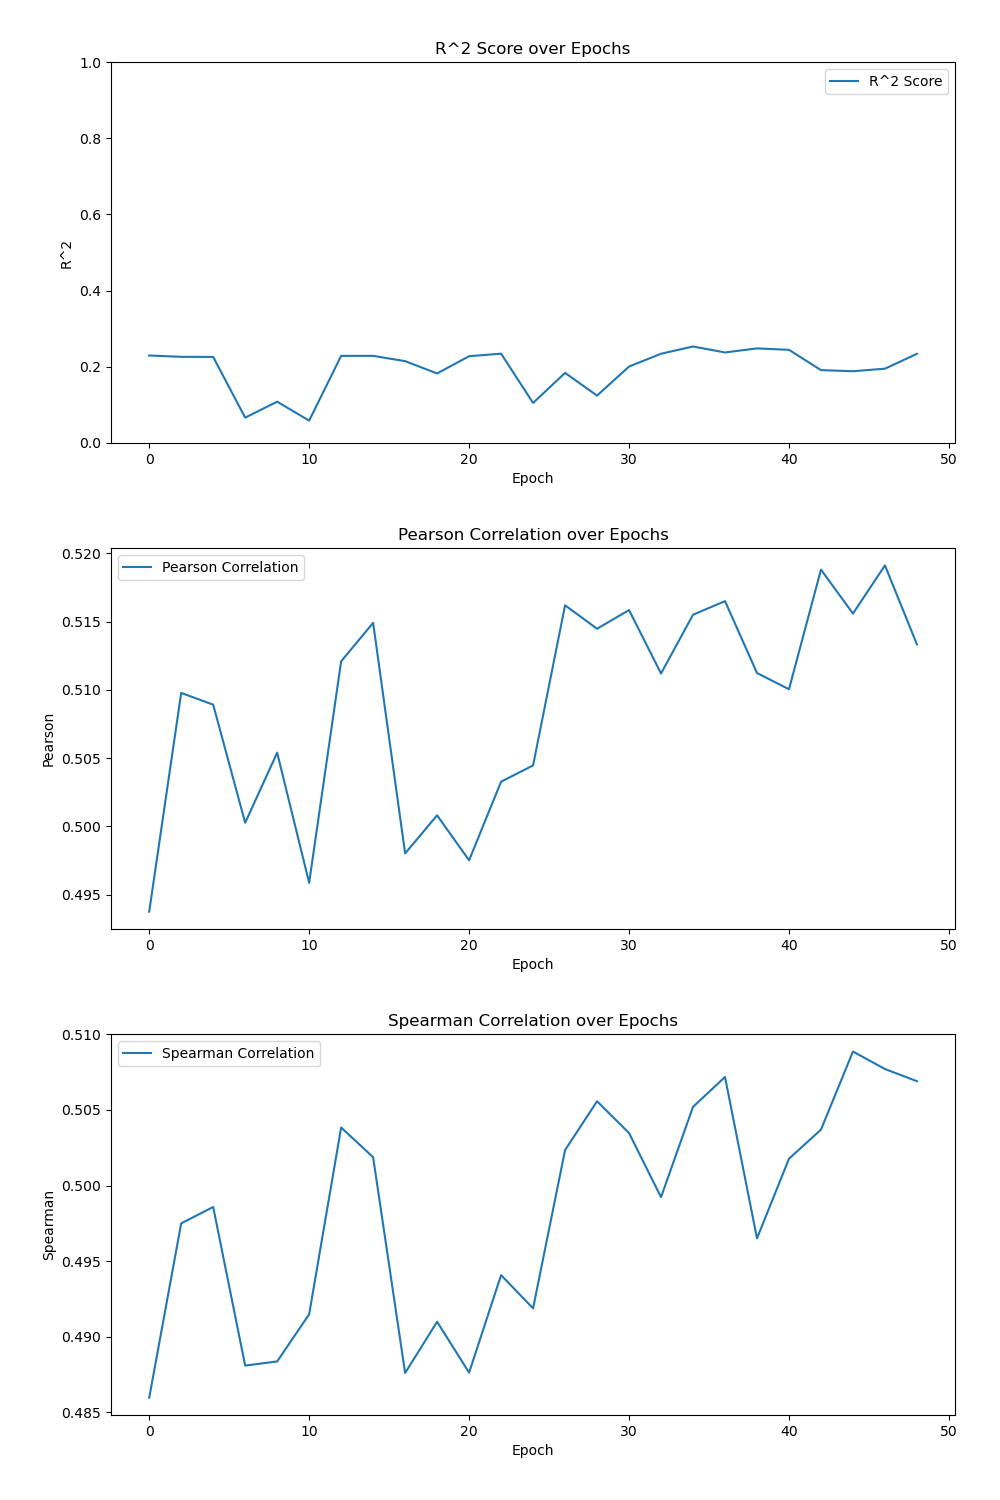 R^2 Score over Epochs
1.0
R^2 Score
0.8
0.6
R^2
0.4
0.2
0.0
0 10 20 30 40 50
Epoch
Pearson Correlation over Epochs
0.520
Pearson Correlation
0.515
0.510
Pearson
0.505
0.500
0.495
0 10 20 30 40 50
Epoch
Spearman Correlation over Epochs
0.510
Spearman Correlation
0.505
0.500
Spearman
0.495
0.490
0.485
0 10 20 30 40 50
Epoch